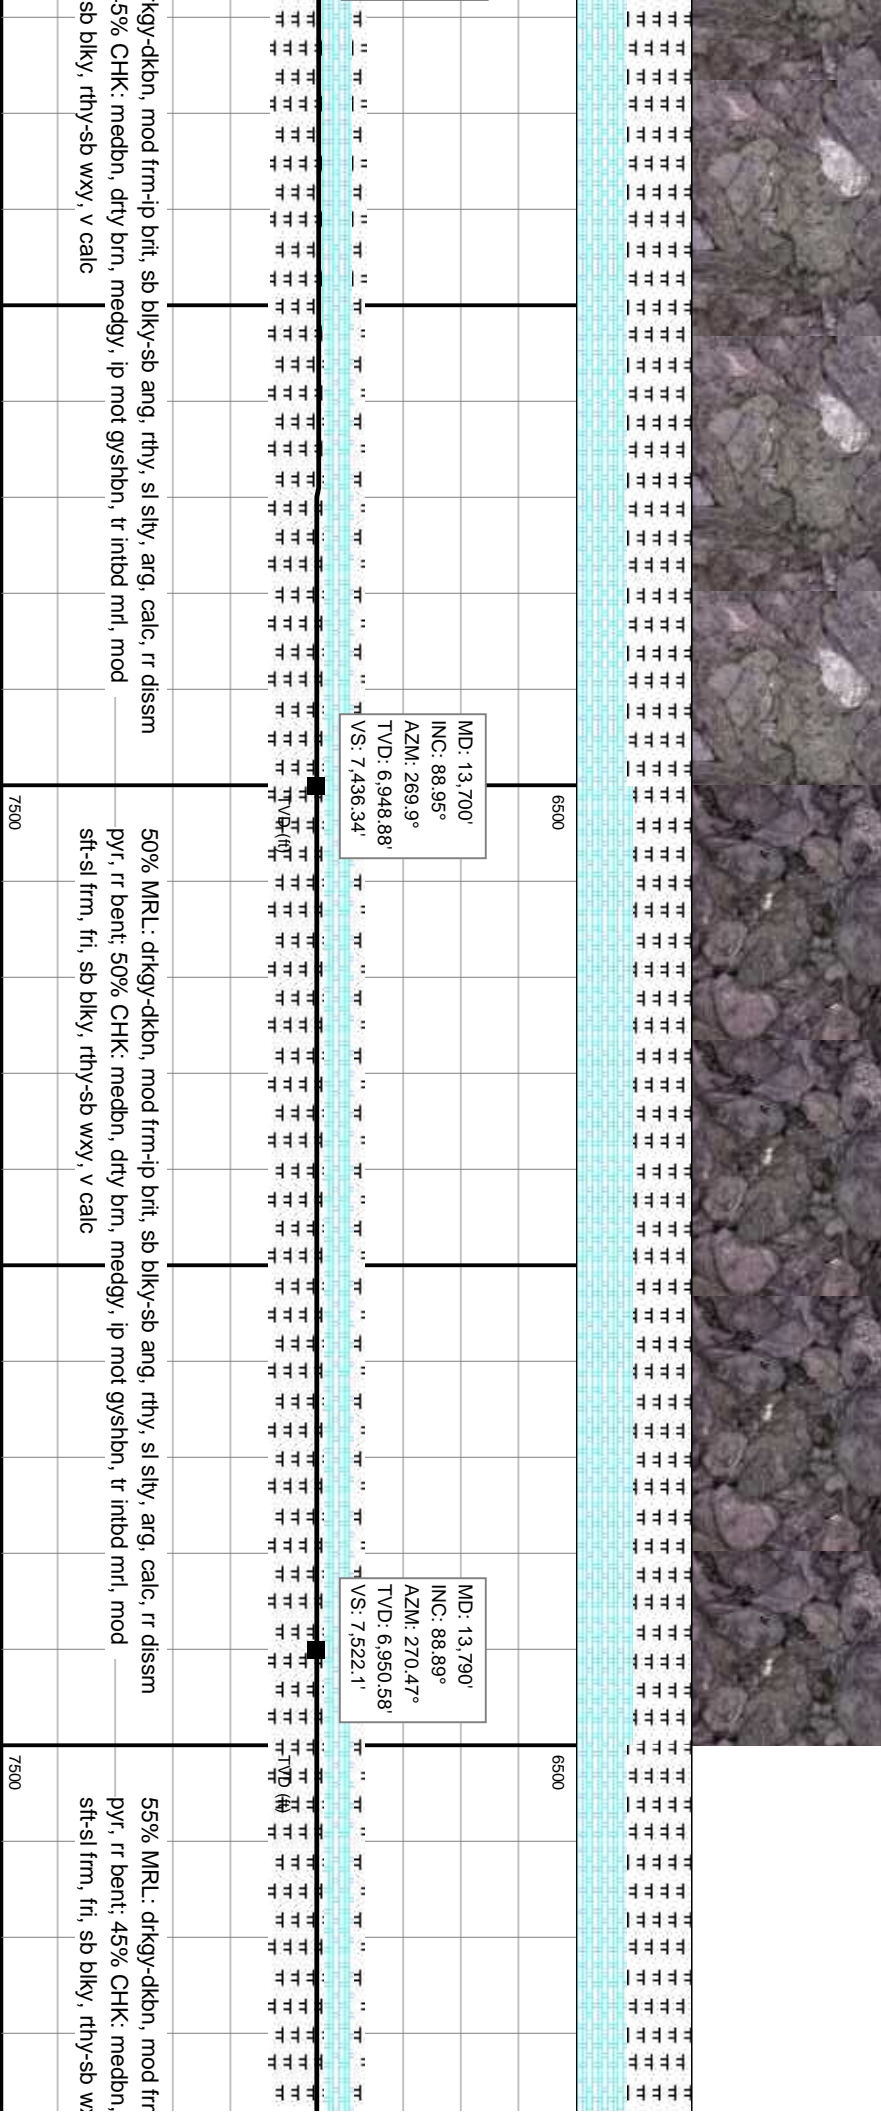 rkgy-dkbn, mod frm-ip brit, sb blky-sb ang, rthy, sl slty, arg, calc, rr dissm
5% CHK: medbn, drty brn, medgy, ip mot gyshbn, tr intbd mrl, mod
sb blky, rthy-sb wxy, v calc
MD: 13,700'
INC: 88.95°
AZM: 269.9°
TVD: 6,948.88'
VS: 7,436.34'
6500
TVD (ft)
7500
50% MRL: drkgy-dkbn, mod frm-ip brit, sb blky-sb ang, rthy, sl slty, arg, calc, rr dissm
pyr, rr bent; 50% CHK: medbn, drty brn, medgy, ip mot gyshbn, tr intbd mrl, mod
sft-sl frm, fri, sb blky, rthy-sb wxy, v calc
MD: 13,790'
INC: 88.89°
AZM: 270.47°
TVD: 6,950.58'
VS: 7,522.1'
6500
TVD (ft)
7500
55% MRL: drkgy-dkbn, mod
pyr, rr bent; 45% CHK: medbn,
sft-sl frm, fri, sb blky, rthy-sb